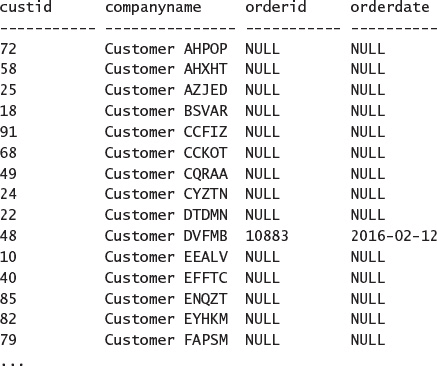 custid      companyname     orderid     orderdate
----------- --------------- ----------- ----------
72          Customer AHPOP  NULL        NULL
58          Customer AHXHT  NULL        NULL
25          Customer AZJED  NULL        NULL
18          Customer BSVAR  NULL        NULL
91          Customer CCFIZ  NULL        NULL
68          Customer CCKOT  NULL        NULL
49          Customer CQRAA  NULL        NULL
24          Customer CYZTN  NULL        NULL
22          Customer DTDMN  NULL        NULL
48          Customer DVFMB  10883       2016-02-12
10          Customer EEALV  NULL        NULL
40          Customer EFFTC  NULL        NULL
85          Customer ENQZT  NULL        NULL
82          Customer EYHKM  NULL        NULL
79          Customer FAPSM  NULL        NULL
...